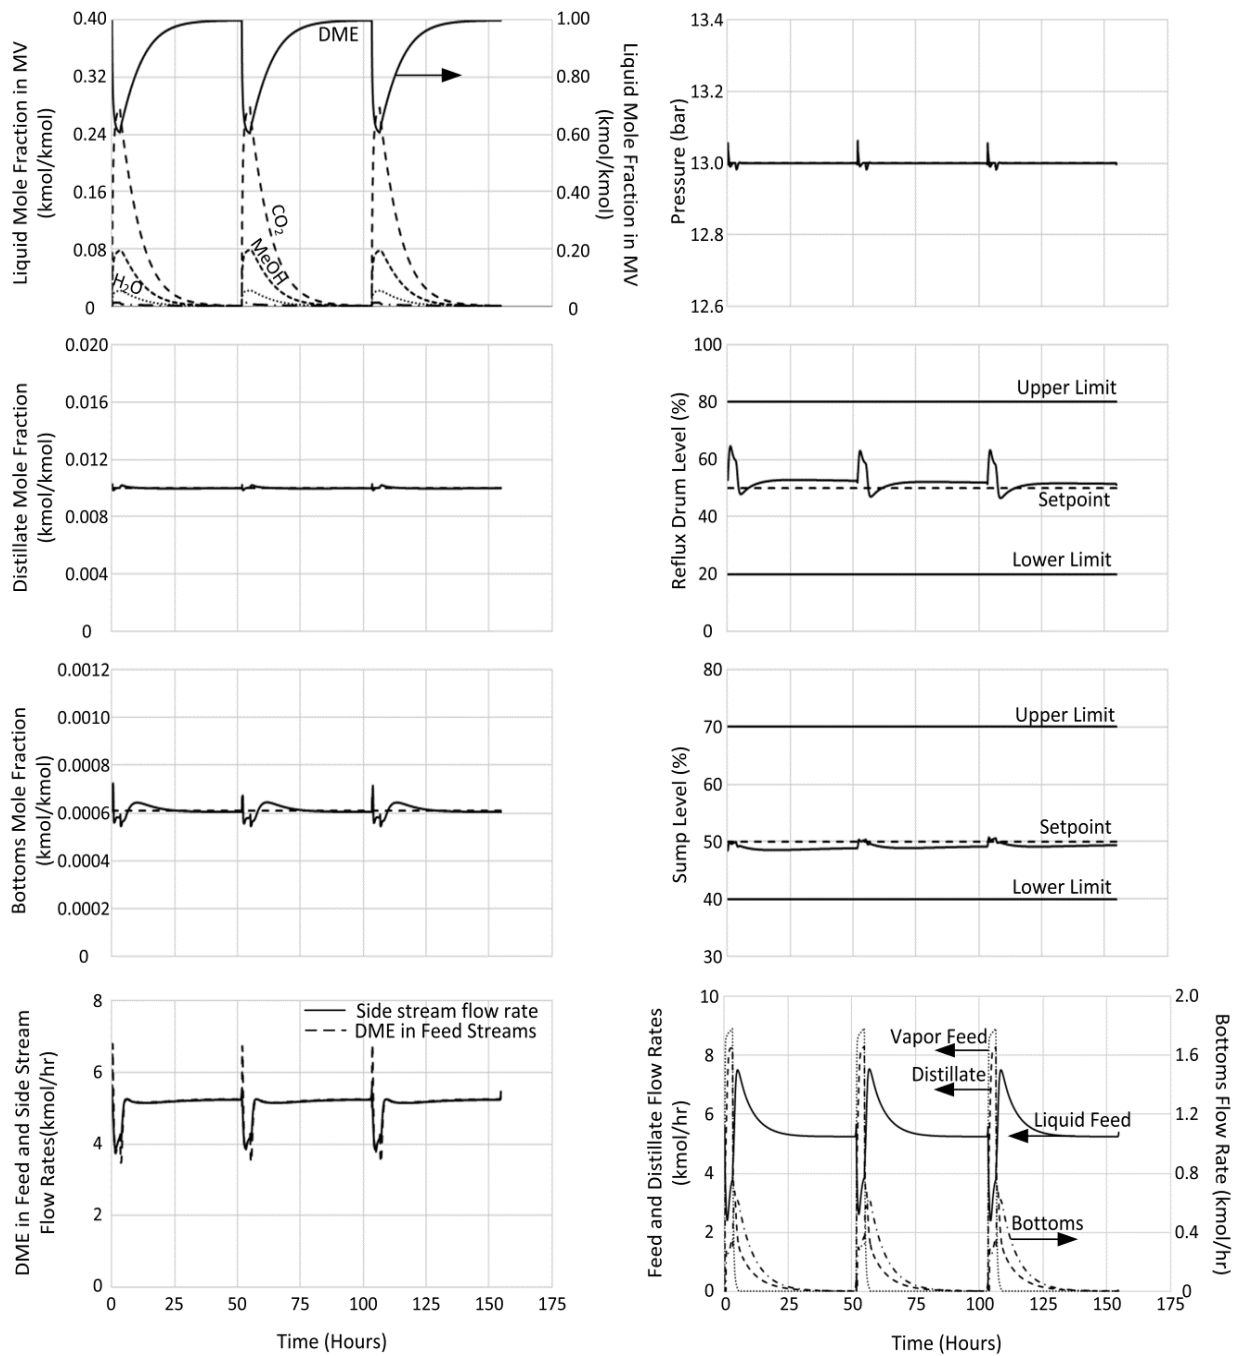 Liquid Mole Fraction in MV
(kmol/kmol)
0.40
0.32
0.24
0.16
0.08
0
DME
CO2
MeOH
H2O
1.00
0.80
0.60
0.40
0.20
0
Liquid Mole Fraction in MV
(kmol/kmol)
Pressure (bar)
13.4
13.2
13.0
12.8
12.6
Distillate Mole Fraction
(kmol/kmol)
0.020
0.016
0.012
0.008
0.004
0
0 25 50 75 100 125 150 175
Reflux Drum Level (%)
100
80
60
40
20
0
Upper Limit
Setpoint
Lower Limit
Bottoms Mole Fraction
(kmol/kmol)
0.0012
0.0010
0.0008
0.0006
0.0004
0.0002
0
Sump Level (%)
80
70
60
50
40
30
Upper Limit
Setpoint
Lower Limit
DME in Feed and Side Stream
Flow Rates(kmol/hr)
8
6
4
2
0
Side stream flow rate
DME in Feed Streams
0 25 50 75 100 125 150 175
Time (Hours)
Feed and Distillate Flow Rates
(kmol/hr)
10
8
6
4
2
0
Vapor Feed
Distillate
Liquid Feed
Bottoms
2.0
1.6
1.2
0.8
0.4
0
Bottoms Flow Rate (kmol/hr)
0 25 50 75 100 125 150 175
Time (Hours)